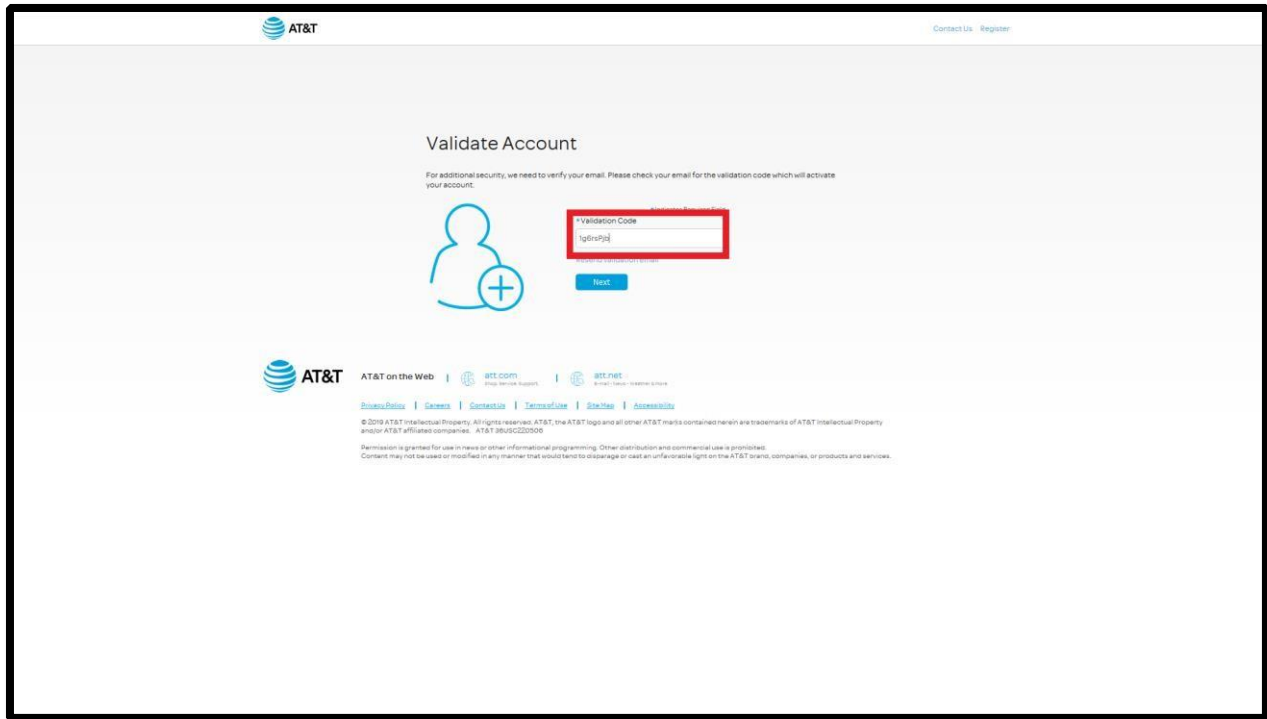 AT&T
Contact Us Register
Validate Account
For additional security, we need to verify your email. Please check your email for the validation code which will activate
your account.
* Validation Code
Next
AT&T
AT&T on the Web | att.com | att.net
Shop, Service, Support
Privacy Policy | Careers | Contact Us | Terms of Use | Site Map | Accessibility
© 2019 AT&T Intellectual Property. All rights reserved. AT&T, the AT&T logo and all other AT&T marks contained herein are trademarks of AT&T Intellectual Property
and/or AT&T affiliated companies. AT&T 36USC220506
Permission is granted for use in news or other informational programming. Other distribution and commercial use is prohibited.
Content may not be used or modified in any manner that would tend to disparage or cast an unfavorable light on the AT&T brand, companies, or products and services.